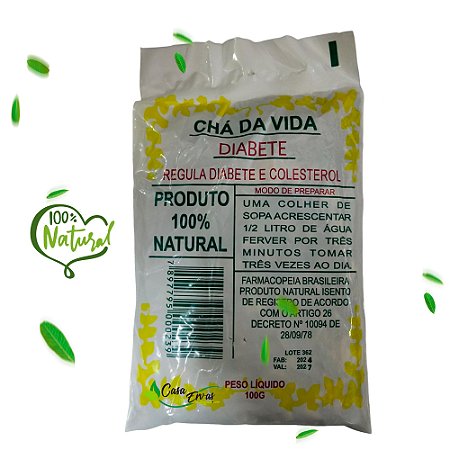 CHÁ DA VIDA
DIABETE
REGULA DIABETE E COLESTEROL
PRODUTO
100%
NATURAL
MODO DE PREPARAR
UMA COLHER DE
SOPA ACRESCENTAR
1/2 LITRO DE ÁGUA
FERVER POR TRÊS
MINUTOS TOMAR
TRÊS VEZES AO DIA.
FARMACOPEIA BRASILEIRA
PRODUTO NATURAL ISENTO
DE REGISTRO DE ACORDO
COM O ARTIGO 26
DECRETO Nº 10094 DE
28/09/78
LOTE 362
FAB: 2024
VAL: 2027
7897795000239
Casa Ervas
PESO LÍQUIDO
100G
100%
Natural